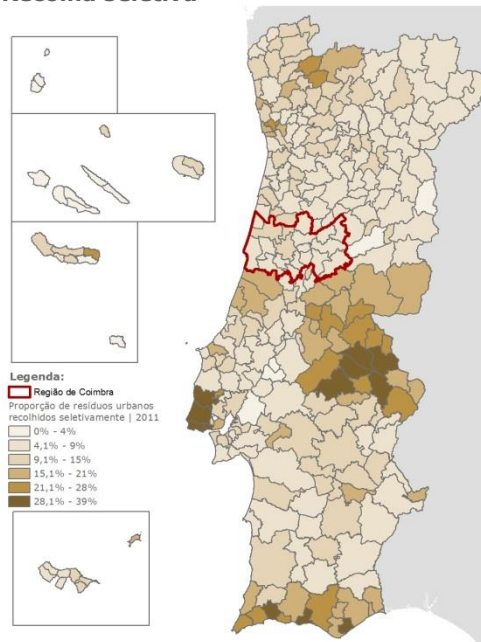 Recolha Seletiva
Legenda:
Região de Coimbra
Proporção de resíduos urbanos
recolhidos seletivamente | 2011
0% - 4%
4,1% - 9%
9,1% - 15%
15,1% - 21%
21,1% - 28%
28,1% - 39%